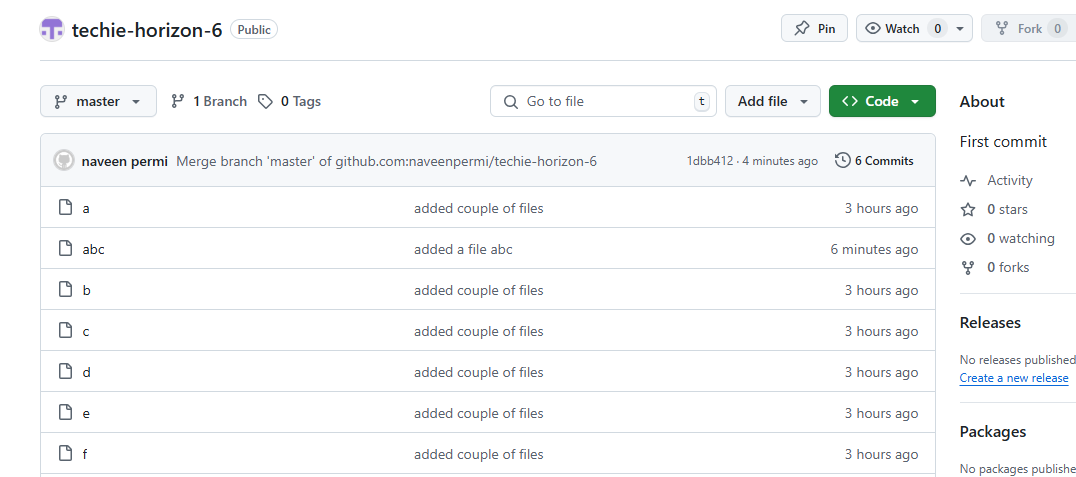 techie-horizon-6 Public Pin Watch 0 Fork 0
master 1 Branch 0 Tags Go to file t Add file Code
naveen permi Merge branch 'master' of github.com:naveenpermi/techie-horizon-6 1dbb412 · 4 minutes ago 6 Commits
a added couple of files 3 hours ago
abc added a file abc 6 minutes ago
b added couple of files 3 hours ago
c added couple of files 3 hours ago
d added couple of files 3 hours ago
e added couple of files 3 hours ago
f added couple of files 3 hours ago
About
First commit
Activity
0 stars
0 watching
0 forks
Releases
No releases published
Create a new release
Packages
No packages publishe